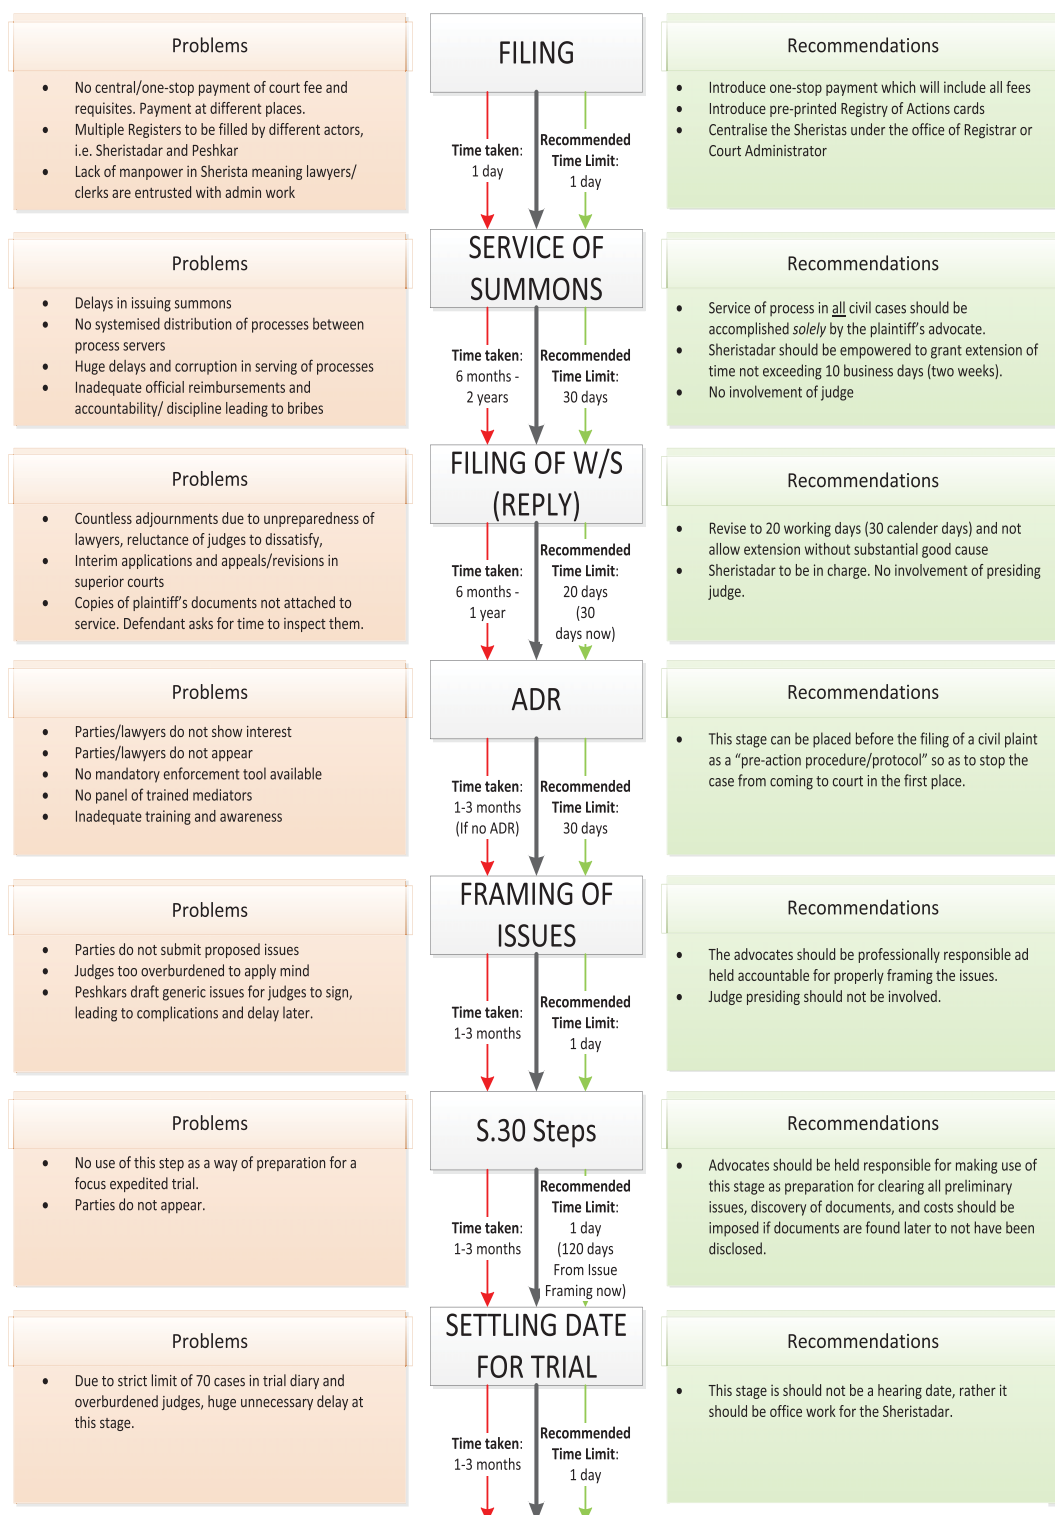 Problems
• No central/one-stop payment of court fee and
requisites. Payment at different places.
• Multiple Registers to be filled by different actors,
i.e. Sheristadar and Peshkar
• Lack of manpower in Sherista meaning lawyers/
clerks are entrusted with admin work
FILING
Time taken:
1 day
Recommended
Time Limit:
1 day
Recommendations
• Introduce one-stop payment which will include all fees
• Introduce pre-printed Registry of Actions cards
• Centralise the Sheristas under the office of Registrar or
Court Administrator
Problems
• Delays in issuing summons
• No systemised distribution of processes between
process servers
• Huge delays and corruption in serving of processes
• Inadequate official reimbursements and
accountability/ discipline leading to bribes
SERVICE OF
SUMMONS
Time taken:
6 months -
2 years
Recommended
Time Limit:
30 days
Recommendations
• Service of process in all civil cases should be
accomplished solely by the plaintiff's advocate.
• Sheristadar should be empowered to grant extension of
time not exceeding 10 business days (two weeks).
• No involvement of judge
Problems
• Countless adjournments due to unpreparedness of
lawyers, reluctance of judges to dissatisfy,
• Interim applications and appeals/revisions in
superior courts
• Copies of plaintiff's documents not attached to
service. Defendant asks for time to inspect them.
FILING OF W/S
(REPLY)
Time taken:
6 months -
1 year
Recommended
Time Limit:
20 days
(30
days now)
Recommendations
• Revise to 20 working days (30 calender days) and not
allow extension without substantial good cause
• Sheristadar to be in charge. No involvement of presiding
judge.
Problems
• Parties/lawyers do not show interest
• Parties/lawyers do not appear
• No mandatory enforcement tool available
• No panel of trained mediators
• Inadequate training and awareness
ADR
Time taken:
1-3 months
(If no ADR)
Recommended
Time Limit:
30 days
Recommendations
• This stage can be placed before the filing of a civil plaint
as a "pre-action procedure/protocol" so as to stop the
case from coming to court in the first place.
Problems
• Parties do not submit proposed issues
• Judges too overburdened to apply mind
• Peshkars draft generic issues for judges to sign,
leading to complications and delay later.
FRAMING OF
ISSUES
Time taken:
1-3 months
Recommended
Time Limit:
1 day
Recommendations
• The advocates should be professionally responsible ad
held accountable for properly framing the issues.
• Judge presiding should not be involved.
Problems
• No use of this step as a way of preparation for a
focus expedited trial.
• Parties do not appear.
S.30 Steps
Time taken:
1-3 months
Recommended
Time Limit:
1 day
(120 days
From Issue
Framing now)
Recommendations
• Advocates should be held responsible for making use of
this stage as preparation for clearing all preliminary
issues, discovery of documents, and costs should be
imposed if documents are found later to not have been
disclosed.
Problems
• Due to strict limit of 70 cases in trial diary and
overburdened judges, huge unnecessary delay at
this stage.
SETTLING DATE
FOR TRIAL
Time taken:
1-3 months
Recommended
Time Limit:
1 day
Recommendations
• This stage is should not be a hearing date, rather it
should be office work for the Sheristadar.